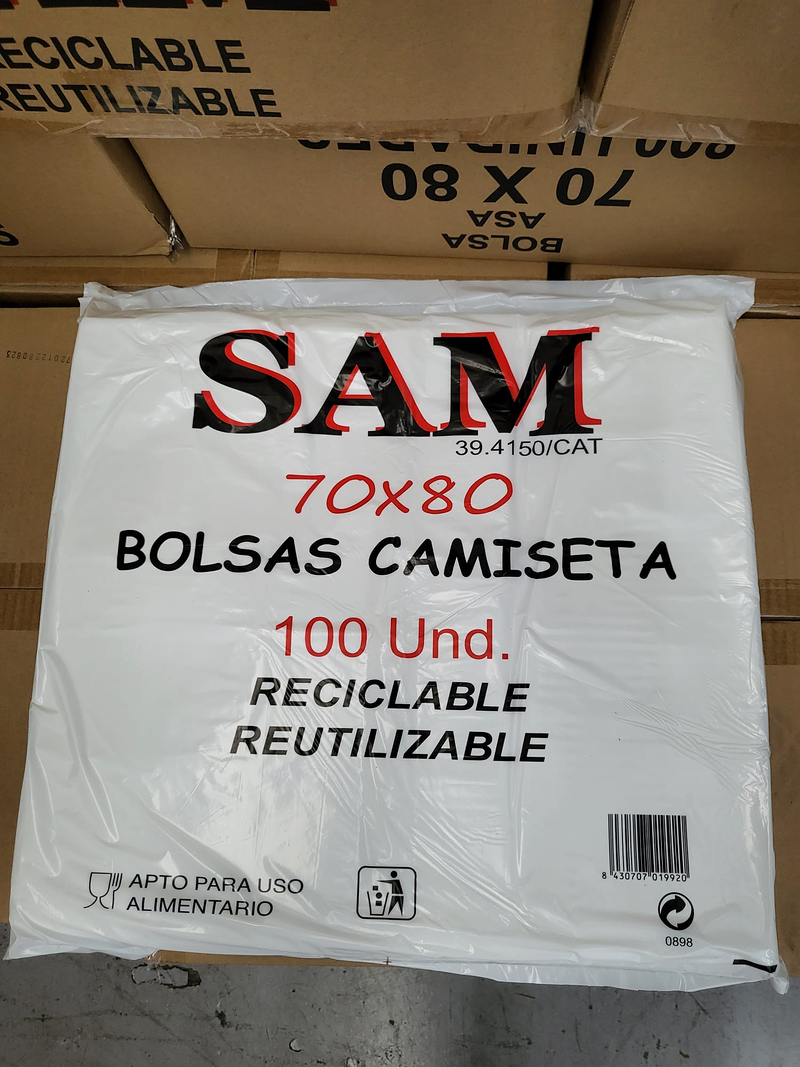 RECICLABLE
REUTILIZABLE
BOLSA
ASA
70 X 80
UNIDADES
SAM
39.4150/CAT
70x80
BOLSAS CAMISETA
100 Und.
RECICLABLE
REUTILIZABLE
APTO PARA USO
ALIMENTARIO
8 430707 019920
0898